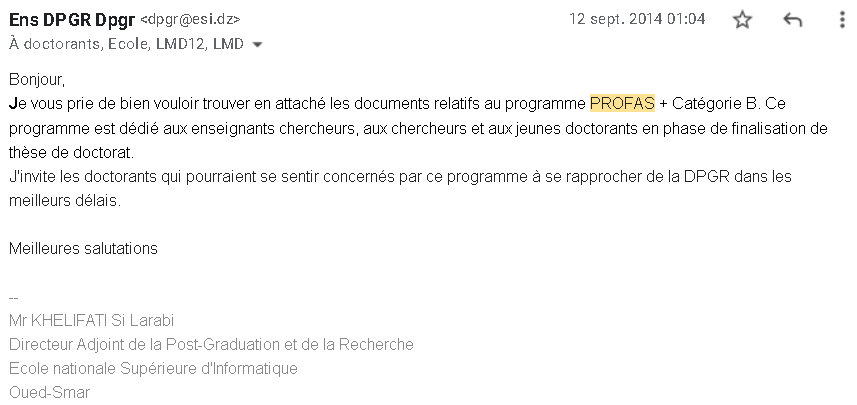 Ens DPGR Dpgr <dpgr@esi.dz> 12 sept. 2014 01:04
À doctorants, Ecole, LMD12, LMD
Bonjour,
Je vous prie de bien vouloir trouver en attaché les documents relatifs au programme PROFAS + Catégorie B. Ce
programme est dédié aux enseignants chercheurs, aux chercheurs et aux jeunes doctorants en phase de finalisation de
thèse de doctorat.
J'invite les doctorants qui pourraient se sentir concernés par ce programme à se rapprocher de la DPGR dans les
meilleurs délais.
Meilleures salutations
--
Mr KHELIFATI Si Larabi
Directeur Adjoint de la Post-Graduation et de la Recherche
Ecole nationale Supérieure d'Informatique
Oued-Smar